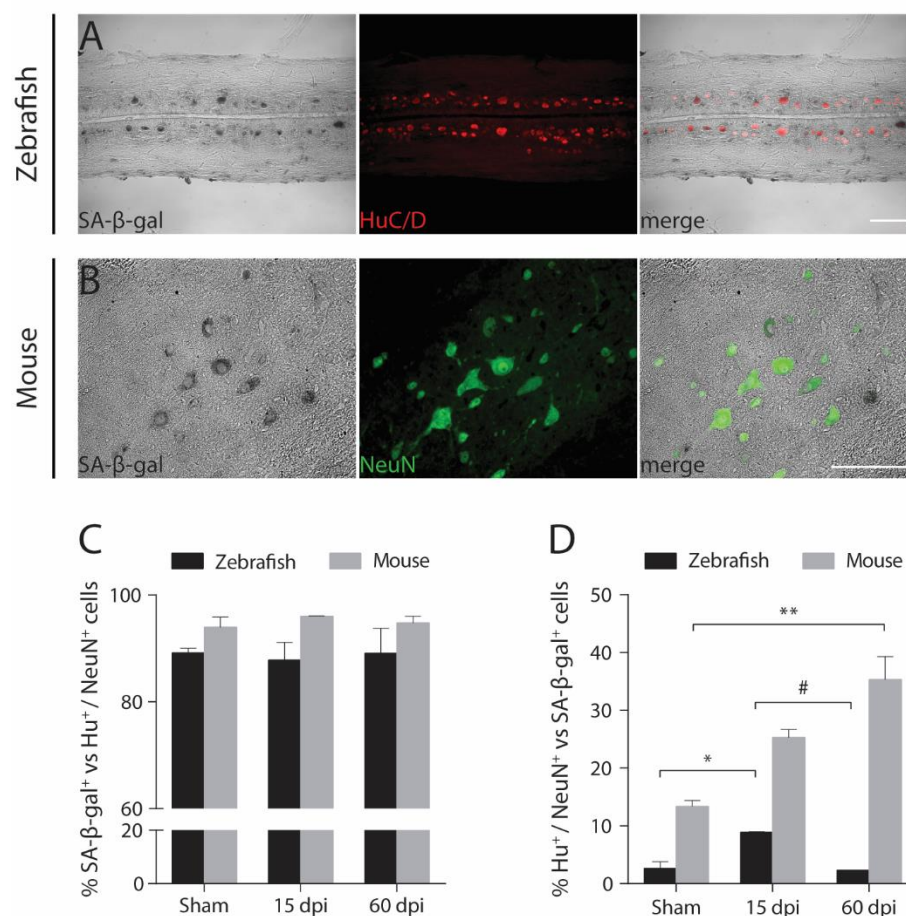 Zebrafish
A
SA-β-gal
HuC/D
merge
Mouse
B
SA-β-gal
NeuN
merge
C
Zebrafish
Mouse
% SA-β-gal⁺ vs Hu⁺ / NeuN⁺ cells
100
80
60
20
0
Sham
15 dpi
60 dpi
D
Zebrafish
Mouse
% Hu⁺ / NeuN⁺ vs SA-β-gal⁺ cells
50
40
30
20
10
0
**
#
*
Sham
15 dpi
60 dpi